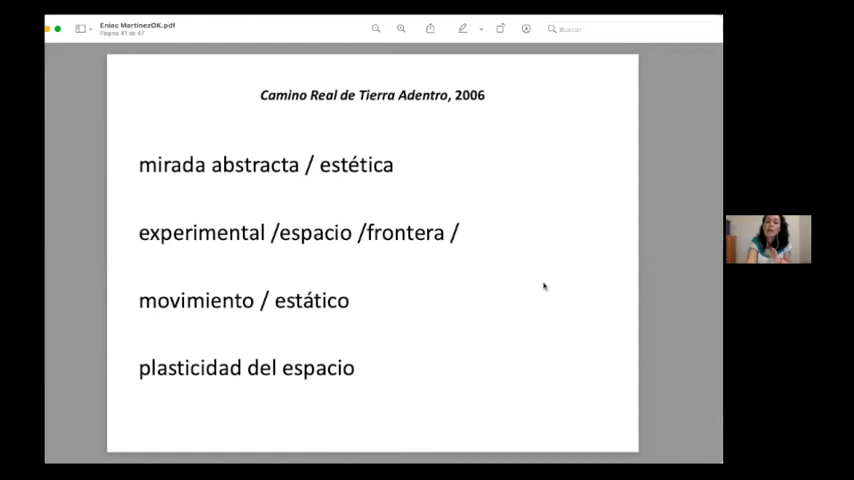 Eniac MartinezOK.pdf
Página 41 de 47
Buscar
Camino Real de Tierra Adentro, 2006
mirada abstracta / estética
experimental /espacio /frontera /
movimiento / estático
plasticidad del espacio